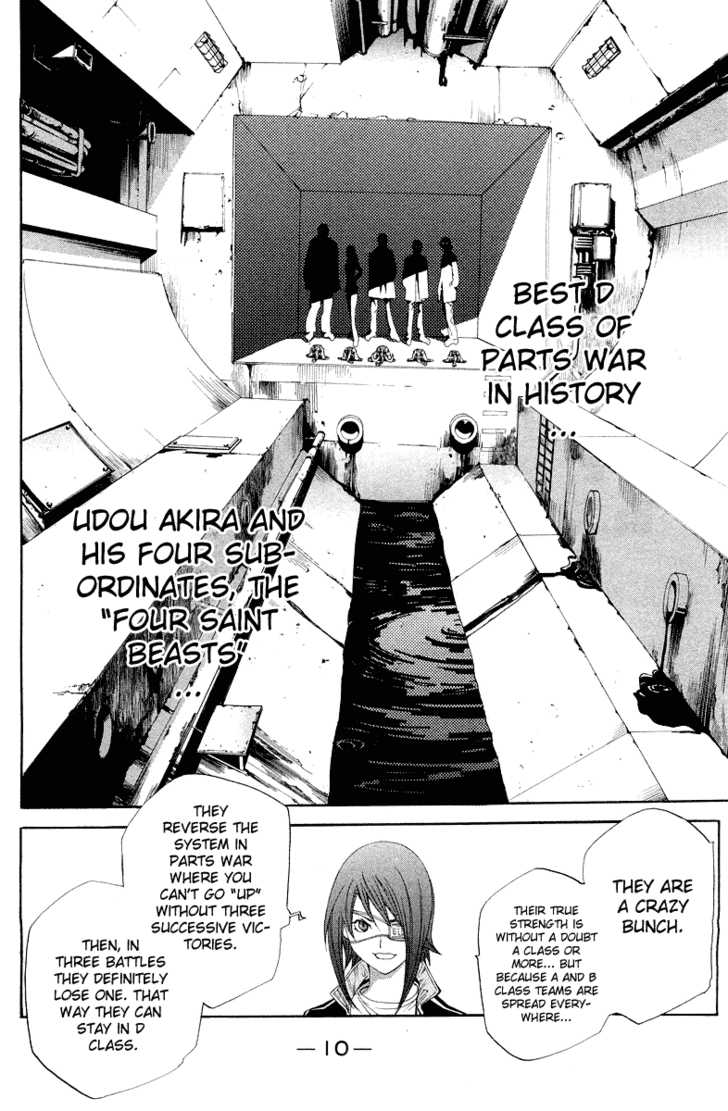 BEST D
CLASS OF
PARTS WAR
IN HISTORY
...
UDOU AKIRA AND
HIS FOUR SUB-
ORDINATES, THE
"FOUR SAINT
BEASTS"
...
THEY ARE
A CRAZY
BUNCH.
THEIR TRUE
STRENGTH IS
WITHOUT A DOUBT
A CLASS OR
MORE... BUT
BECAUSE A AND B
CLASS TEAMS ARE
SPREAD EVERY-
WHERE...
THEY
REVERSE THE
SYSTEM IN
PARTS WAR
WHERE YOU
CAN'T GO "UP"
WITHOUT THREE
SUCCESSIVE VIC-
TORIES.
THEN, IN
THREE BATTLES
THEY DEFINITELY
LOSE ONE. THAT
WAY THEY CAN
STAY IN D
CLASS.
—10—